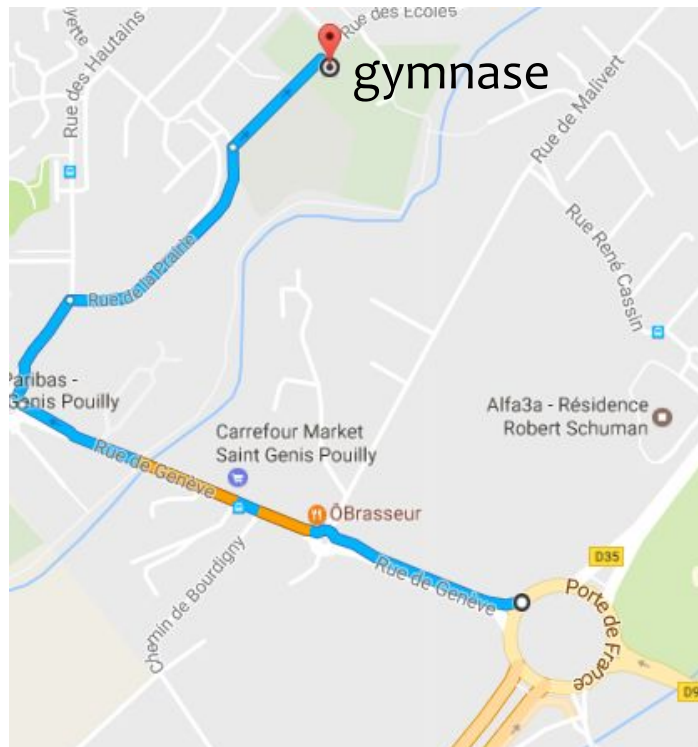 Rue des Ecoles
gymnase
Rue des Hautains
Rue de Malivert
Rue René Cassin
Rue de la Prairie
Paribas -
Genis Pouilly
Alfa3a - Résidence
Robert Schuman
Carrefour Market
Saint Genis Pouilly
Rue de Genève
ÔBrasseur
Chemin de Bourdigny
Rue de Genève
D35
Porte de
France
D9